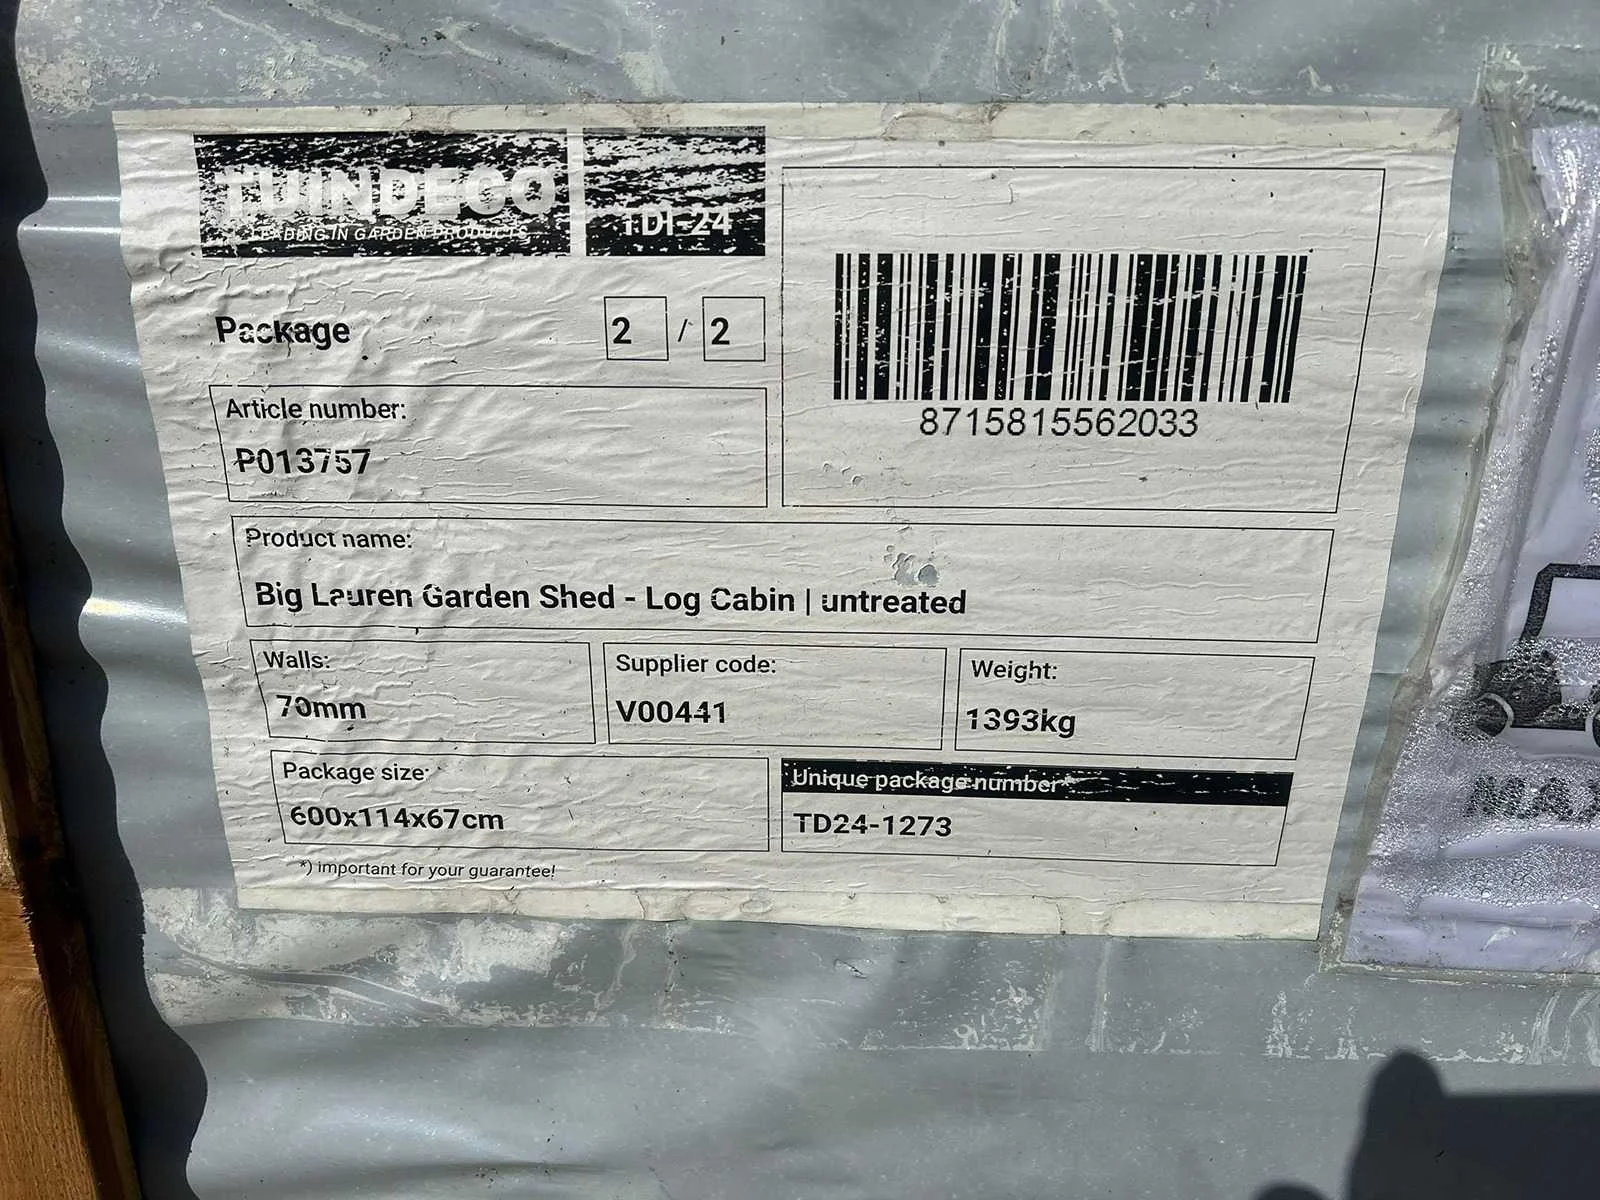 TUINDECO
LEADING IN GARDEN PRODUCTS
TDI-24
Package 2 / 2
8715815562033
Article number:
P013757
Product name:
Big Lauren Garden Shed - Log Cabin | untreated
Walls:
70mm
Supplier code:
V00441
Weight:
1393kg
Package size:
600x114x67cm
Unique package number*
TD24-1273
*) important for your guarantee!
MAX